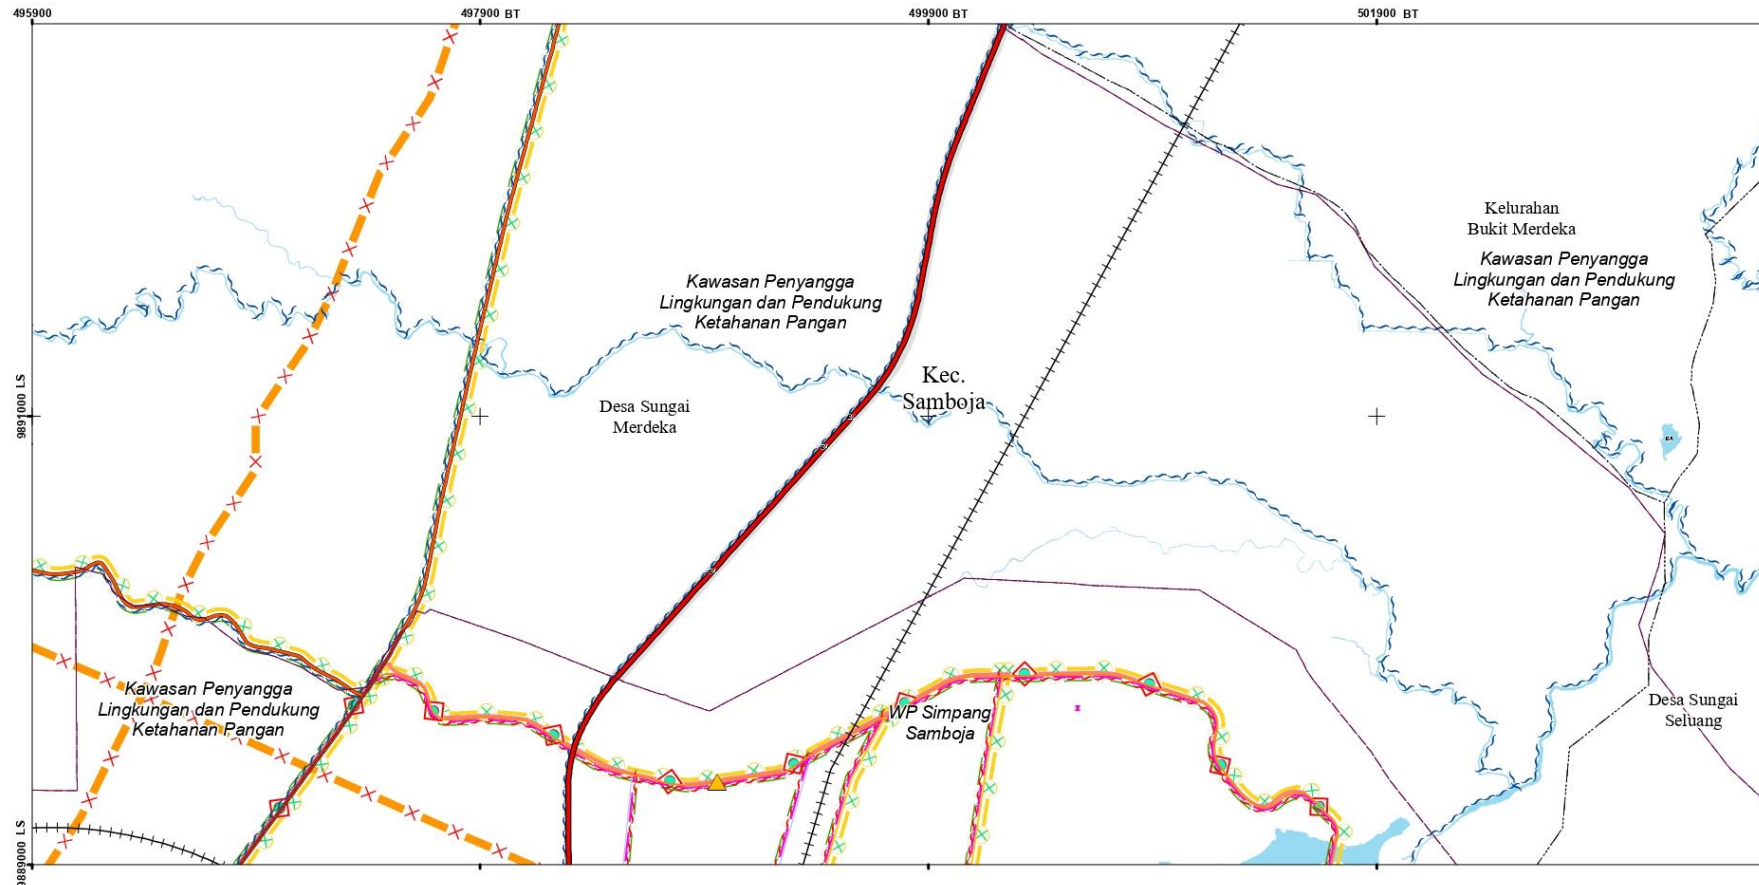 495900
497900 BT
499900 BT
501900 BT
Kelurahan
Bukit Merdeka
Kawasan Penyangga
Lingkungan dan Pendukung
Ketahanan Pangan
Kawasan Penyangga
Lingkungan dan Pendukung
Ketahanan Pangan
Kec.
Samboja
Desa Sungai
Merdeka
9891000 LS
Kawasan Penyangga
Lingkungan dan Pendukung
Ketahanan Pangan
WP Simpang
Samboja
Desa Sungai
Seluang
9889000 LS